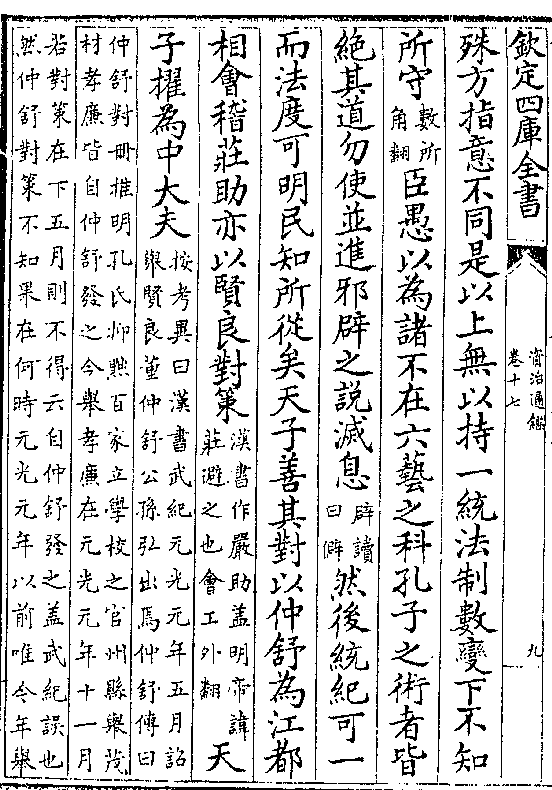 欽定四庫全書
資治通鑑
卷十七
九
殊方指意不同是以上無以持一統法制數變下不知
所守數所角翻臣愚以為諸不在六藝之科孔子之術者皆
絕其道勿使並進邪辟之說滅息辟讀曰僻然後統紀可一
而法度可明民知所從矣天子善其對以仲舒為江都
相會稽莊助亦以賢良對策漢書作嚴助葢明帝諱莊避之也會工外翻天
子擢為中大夫按考異曰漢書武紀元光元年五月詔舉賢良董仲舒公孫弘出焉仲舒傳曰
仲舒對冊推明孔氏抑黜百家立學校之官州縣舉茂
材孝廉皆自仲舒發之今舉孝廉在元光元年十一月
若對策在下五月則不得云自仲舒發之葢武紀誤也
然仲舒對策不知果在何時元光元年以前唯今年舉